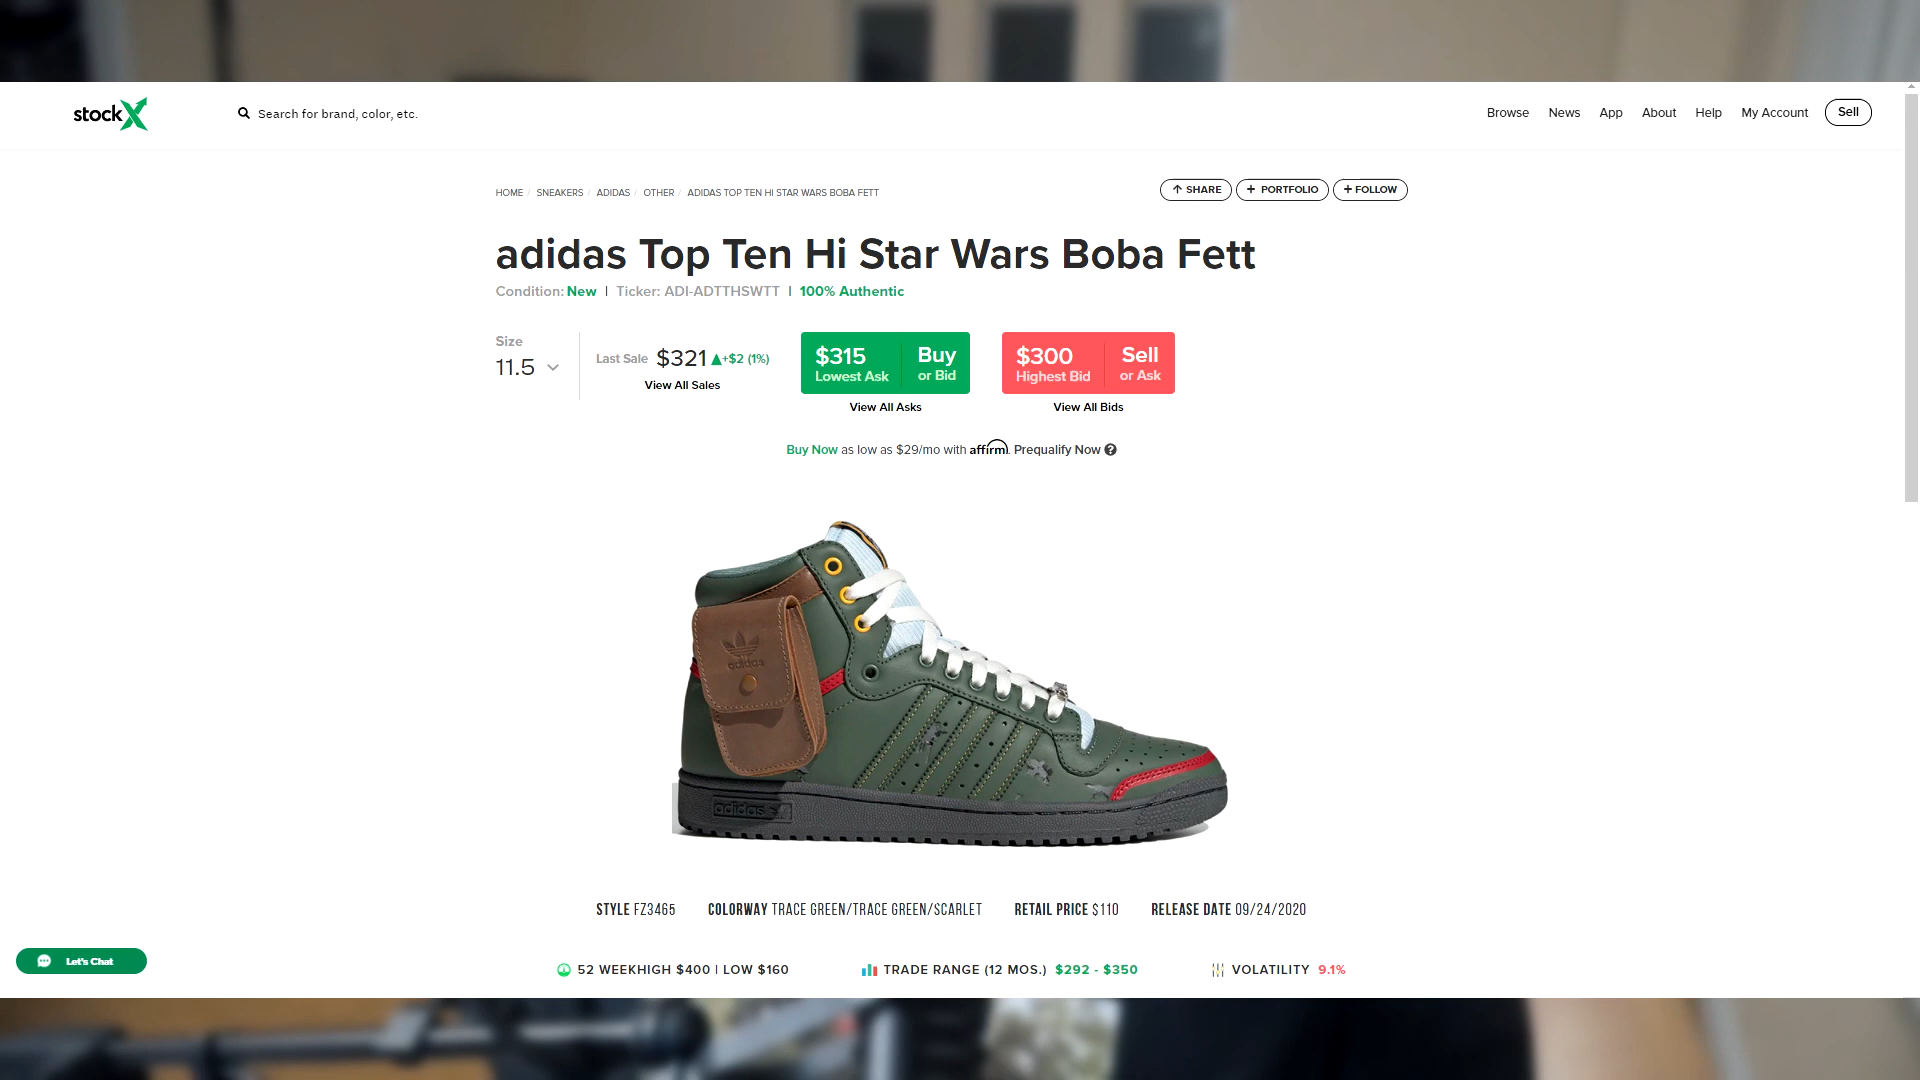 stockX
Search for brand, color, etc.
Browse News App About Help My Account Sell
HOME / SNEAKERS / ADIDAS / OTHER / ADIDAS TOP TEN HI STAR WARS BOBA FETT
SHARE + PORTFOLIO + FOLLOW
adidas Top Ten Hi Star Wars Boba Fett
Condition: New | Ticker: ADI-ADTTHSWTT | 100% Authentic
Size
11.5
Last Sale $321 ▲+$2 (1%)
View All Sales
$315 Buy
Lowest Ask or Bid
View All Asks
$300 Sell
Highest Bid or Ask
View All Bids
Buy Now as low as $29/mo with affirm. Prequalify Now ?
adidas
adidas
STYLE FZ3465 COLORWAY TRACE GREEN/TRACE GREEN/SCARLET RETAIL PRICE $110 RELEASE DATE 09/24/2020
Let's Chat
52 WEEKHIGH $400 | LOW $160 TRADE RANGE (12 MOS.) $292 - $350 VOLATILITY 9.1%